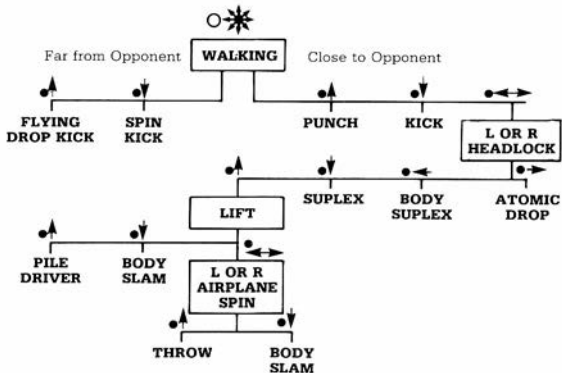 Far from Opponent
WALKING
Close to Opponent
FLYING
DROP KICK
SPIN
KICK
PUNCH
KICK
L OR R
HEADLOCK
LIFT
SUPLEX
BODY
SUPLEX
ATOMIC
DROP
PILE
DRIVER
BODY
SLAM
L OR R
AIRPLANE
SPIN
THROW
BODY
SLAM